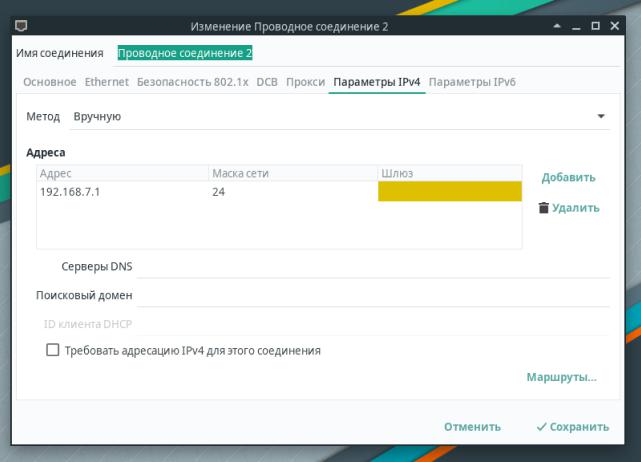 Изменение Проводное соединение 2
Имя соединения Проводное соединение 2
Основное Ethernet Безопасность 802.1x DCB Прокси Параметры IPv4 Параметры IPv6
Метод Вручную
Адреса
Адрес Маска сети Шлюз
192.168.7.1 24
Добавить
Удалить
Серверы DNS
Поисковый домен
ID клиента DHCP
Требовать адресацию IPv4 для этого соединения
Маршруты...
Отменить Сохранить